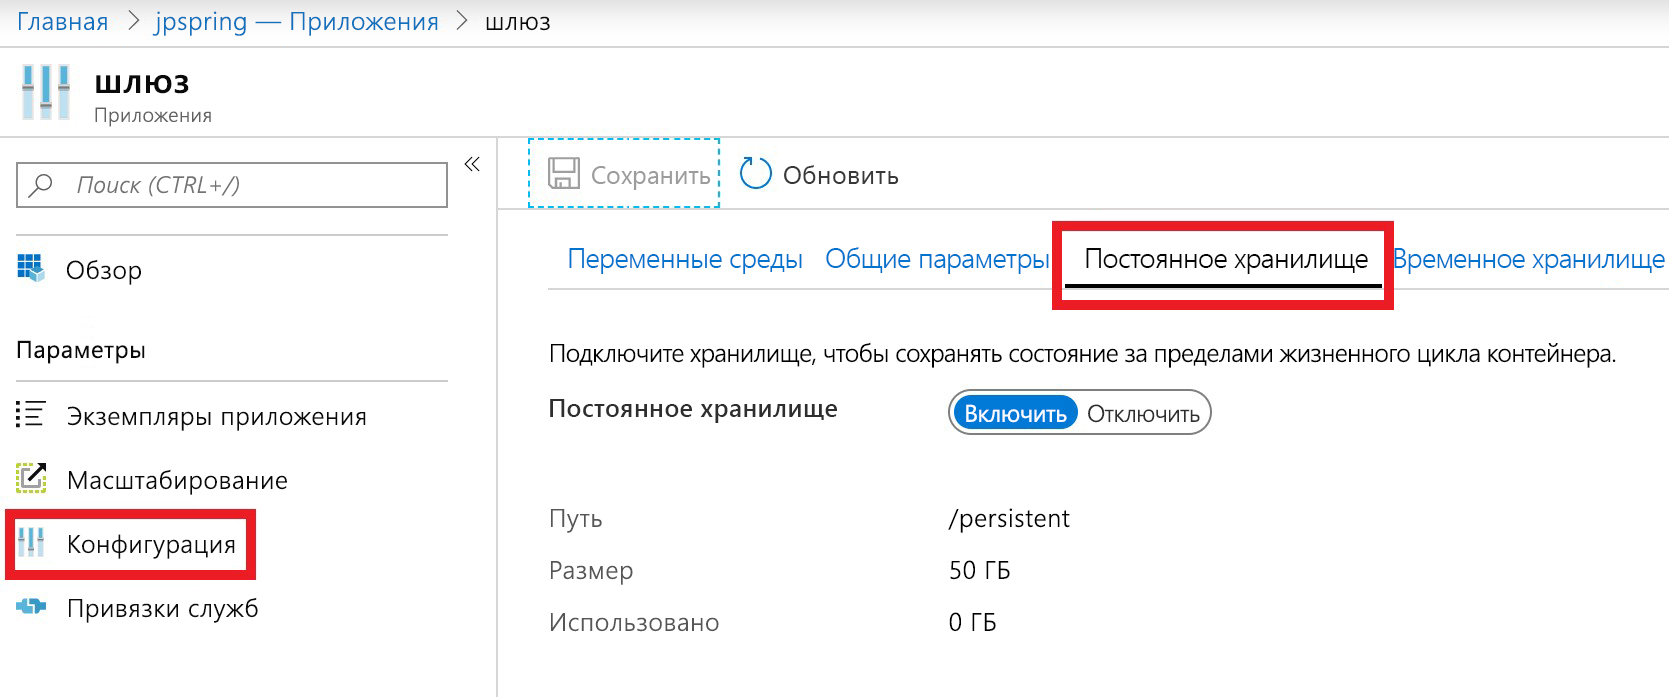 Главная > jpspring — Приложения > шлюз
шлюз
Приложения
Поиск (CTRL+/)
«
Обзор
Параметры
Экземпляры приложения
Масштабирование
Конфигурация
Привязки служб
Сохранить Обновить
Переменные среды Общие параметры Постоянное хранилище Временное хранилище
Подключите хранилище, чтобы сохранять состояние за пределами жизненного цикла контейнера.
Постоянное хранилище Включить Отключить
Путь /persistent
Размер 50 ГБ
Использовано 0 ГБ